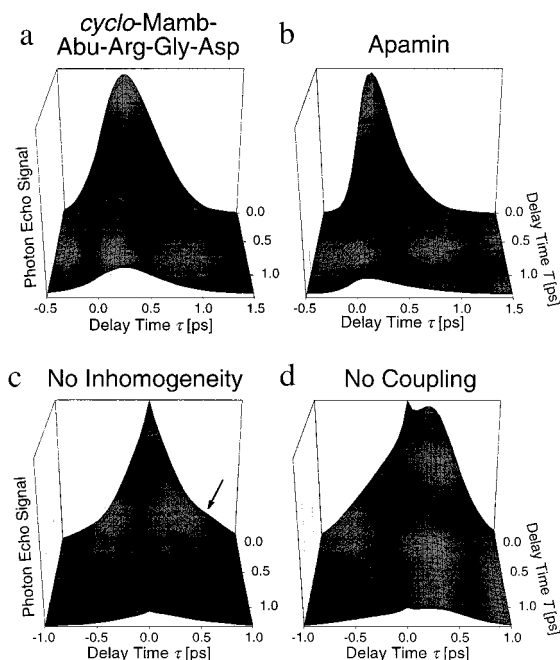 a
cyclo-Mamb-
Abu-Arg-Gly-Asp
b
Apamin
Photon Echo Signal
0.0
0.5
1.0
-0.5 0.0 0.5 1.0 1.5
Delay Time τ [ps]
0.0
0.5
1.0
Delay Time T [ps]
-0.5 0.0 0.5 1.0 1.5
Delay Time τ [ps]
c
No Inhomogeneity
d
No Coupling
Photon Echo Signal
0.0
0.5
1.0
-1.0 -0.5 0.0 0.5 1.0
Delay Time τ [ps]
0.0
0.5
1.0
Delay Time T [ps]
-1.0 -0.5 0.0 0.5 1.0
Delay Time τ [ps]